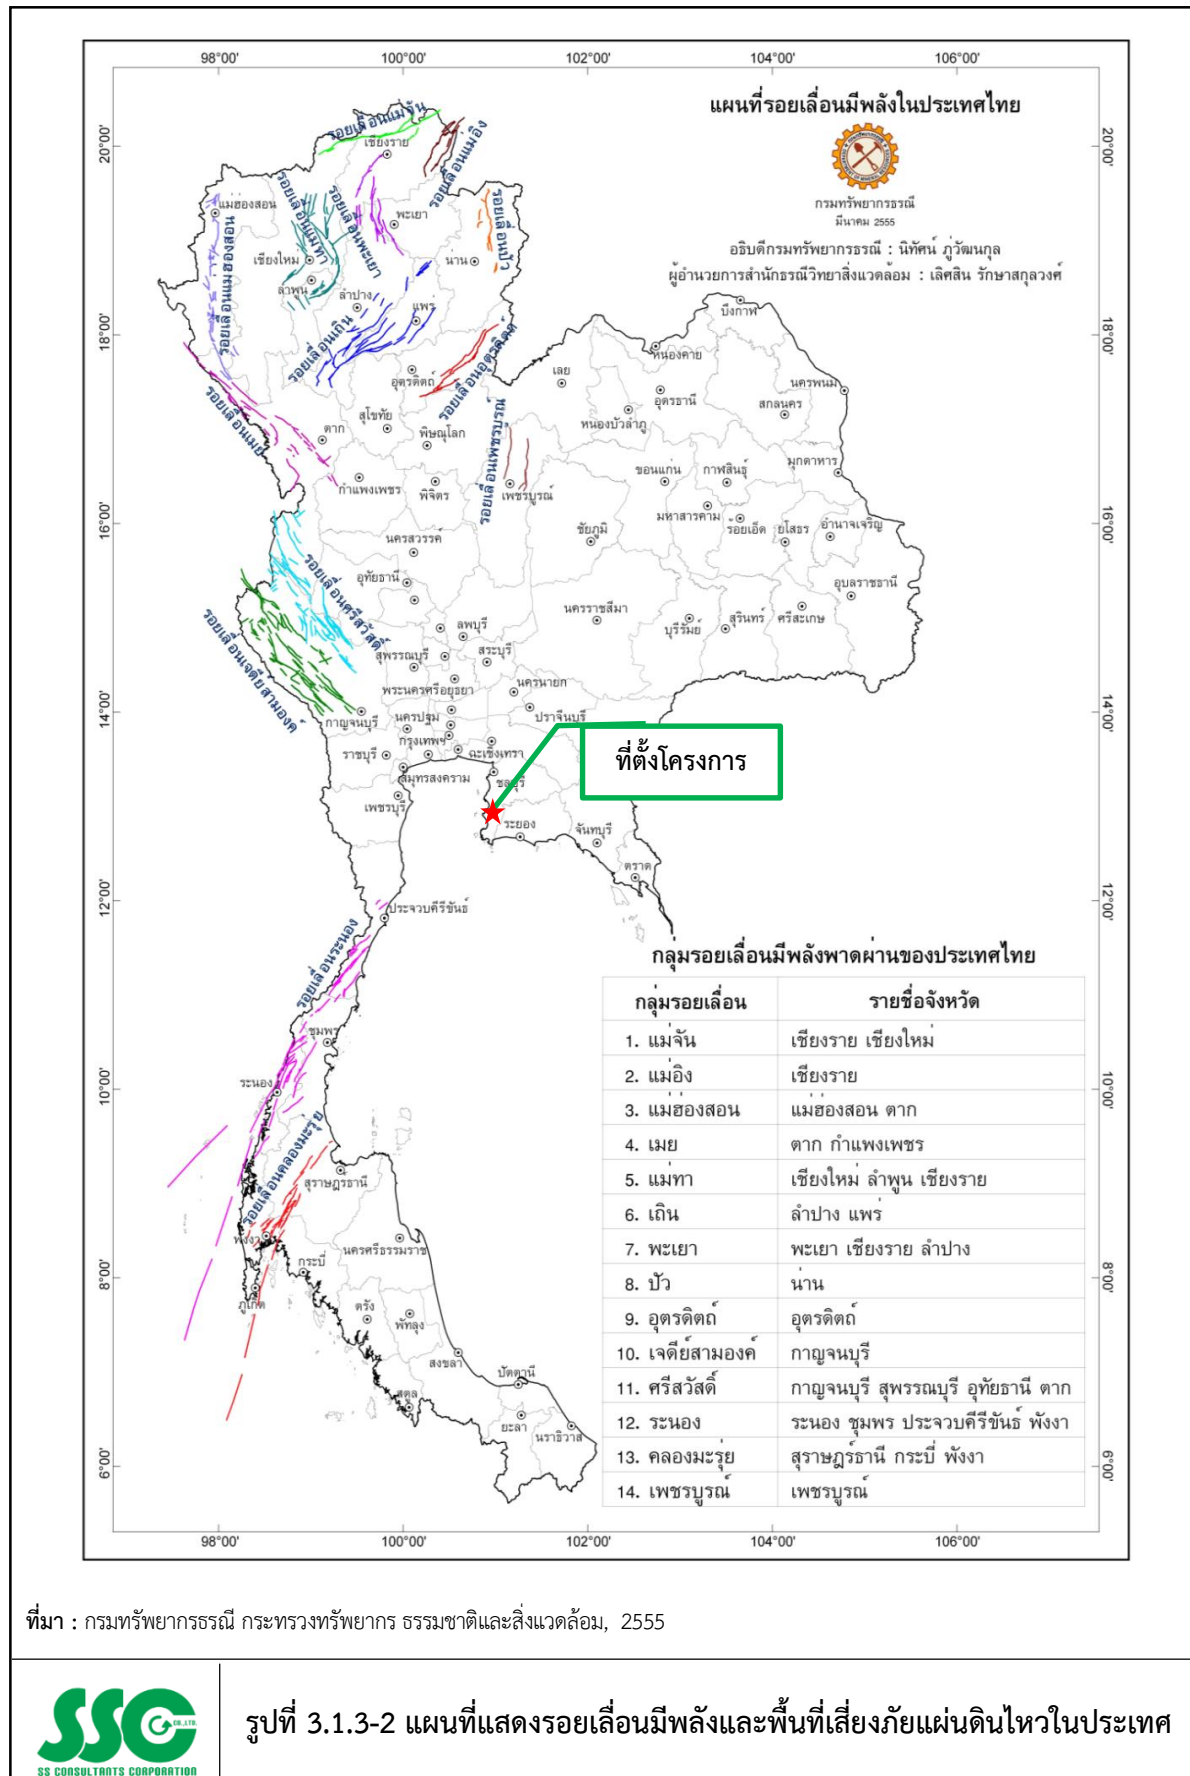 98°00' 100°00' 102°00' 104°00' 106°00'
แผนที่รอยเลื่อนมีพลังในประเทศไทย
กรมทรัพยากรธรณี
มีนาคม 2555
อธิบดีกรมทรัพยากรธรณี : นิทัศน์ ภู่วัฒนกุล
ผู้อำนวยการสำนักธรณีวิทยาสิ่งแวดล้อม : เลิศสิน รักษาสกุลวงศ์
20°00'
20°00'
18°00'
18°00'
16°00'
16°00'
14°00'
14°00'
12°00'
12°00'
10°00'
10°00'
8°00'
8°00'
6°00'
6°00'
รอยเลื่อนแม่จัน
เชียงราย
รอยเลื่อนแม่อิง
แม่ฮ่องสอน
รอยเลื่อนแม่ฮ่องสอน
รอยเลื่อนแม่ทา
รอยเลื่อนพะเยา
พะเยา
รอยเลื่อนปัว
เชียงใหม่
น่าน
ลำพูน
ลำปาง
แพร่
รอยเลื่อนเถิน
รอยเลื่อนอุตรดิตถ์
อุตรดิตถ์
บึงกาฬ
หนองคาย
เลย
อุดรธานี
นครพนม
สกลนคร
หนองบัวลำภู
รอยเลื่อนเมย
ตาก
สุโขทัย
พิษณุโลก
รอยเลื่อนเพชรบูรณ์
เพชรบูรณ์
กำแพงเพชร
พิจิตร
ขอนแก่น
กาฬสินธุ์
มุกดาหาร
มหาสารคาม
ร้อยเอ็ด
ยโสธร
อำนาจเจริญ
ชัยภูมิ
นครสวรรค์
รอยเลื่อนศรีสวัสดิ์
อุทัยธานี
อุบลราชธานี
นครราชสีมา
บุรีรัมย์
สุรินทร์
ศรีสะเกษ
รอยเลื่อนเจดีย์สามองค์
ลพบุรี
สระบุรี
สุพรรณบุรี
นครนายก
พระนครศรีอยุธยา
ปราจีนบุรี
กาญจนบุรี
นครปฐม
กรุงเทพฯ
ฉะเชิงเทรา
ราชบุรี
สมุทรสงคราม
ชลบุรี
ที่ตั้งโครงการ
เพชรบุรี
ระยอง
จันทบุรี
ตราด
ประจวบคีรีขันธ์
รอยเลื่อนระนอง
ชุมพร
ระนอง
รอยเลื่อนคลองมะรุ่ย
สุราษฎร์ธานี
พังงา
นครศรีธรรมราช
กระบี่
ภูเก็ต
ตรัง
พัทลุง
สงขลา
ปัตตานี
สตูล
ยะลา
นราธิวาส
กลุ่มรอยเลื่อนมีพลังพาดผ่านของประเทศไทย
กลุ่มรอยเลื่อน รายชื่อจังหวัด
1. แม่จัน เชียงราย เชียงใหม่
2. แม่อิง เชียงราย
3. แม่ฮ่องสอน แม่ฮ่องสอน ตาก
4. เมย ตาก กำแพงเพชร
5. แม่ทา เชียงใหม่ ลำพูน เชียงราย
6. เถิน ลำปาง แพร่
7. พะเยา พะเยา เชียงราย ลำปาง
8. ปัว น่าน
9. อุตรดิตถ์ อุตรดิตถ์
10. เจดีย์สามองค์ กาญจนบุรี
11. ศรีสวัสดิ์ กาญจนบุรี สุพรรณบุรี อุทัยธานี ตาก
12. ระนอง ระนอง ชุมพร ประจวบคีรีขันธ์ พังงา
13. คลองมะรุ่ย สุราษฎร์ธานี กระบี่ พังงา
14. เพชรบูรณ์ เพชรบูรณ์
98°00' 100°00' 102°00' 104°00' 106°00'
ที่มา : กรมทรัพยากรธรณี กระทรวงทรัพยากร ธรรมชาติและสิ่งแวดล้อม, 2555
SSC
CO.,LTD.
SS CONSULTANTS CORPORATION
รูปที่ 3.1.3-2 แผนที่แสดงรอยเลื่อนมีพลังและพื้นที่เสี่ยงภัยแผ่นดินไหวในประเทศ